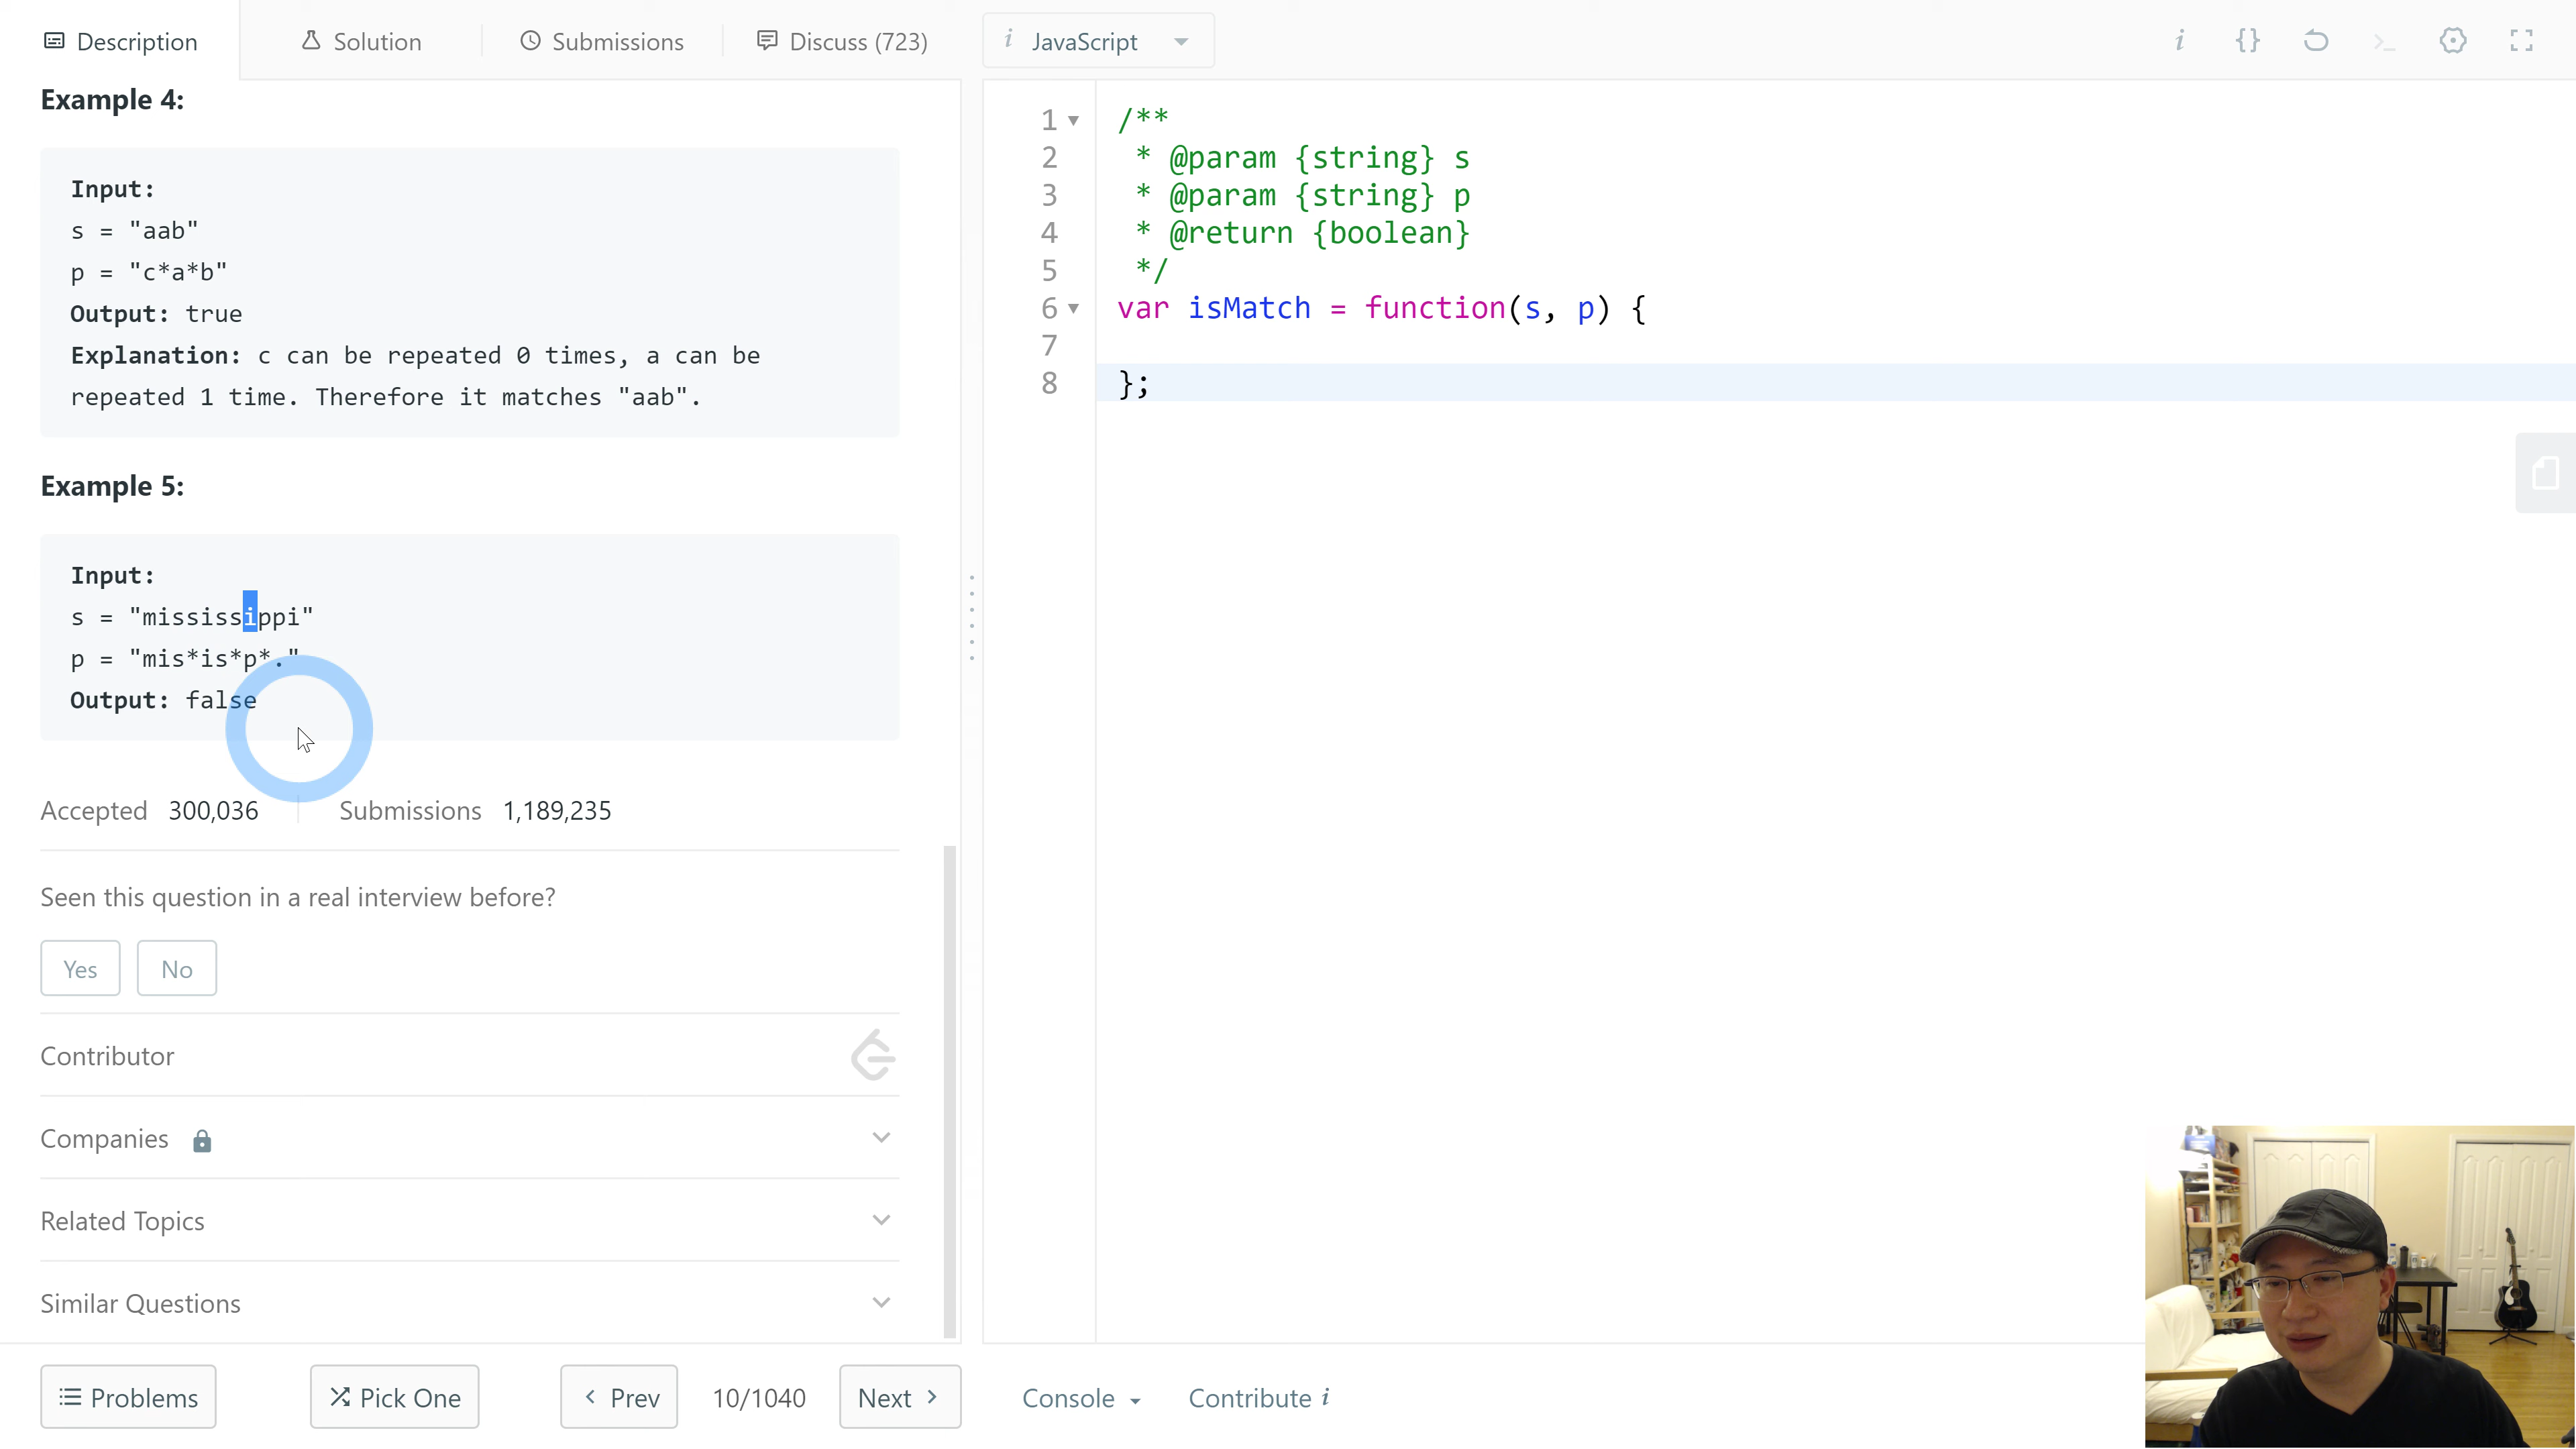 Description
Solution
Submissions
Discuss (723)
i JavaScript
i {} >_
Example 4:
Input:
s = "aab"
p = "c*a*b"
Output: true
Explanation: c can be repeated 0 times, a can be
repeated 1 time. Therefore it matches "aab".
Example 5:
Input:
s = "mississippi"
p = "mis*is*p*."
Output: false
Accepted 300,036 Submissions 1,189,235
Seen this question in a real interview before?
Yes No
Contributor
Companies
Related Topics
Similar Questions
Problems
Pick One
Prev
10/1040
Next
1 /**
2 * @param {string} s
3 * @param {string} p
4 * @return {boolean}
5 */
6 var isMatch = function(s, p) {
7
8 };
Console
Contribute i